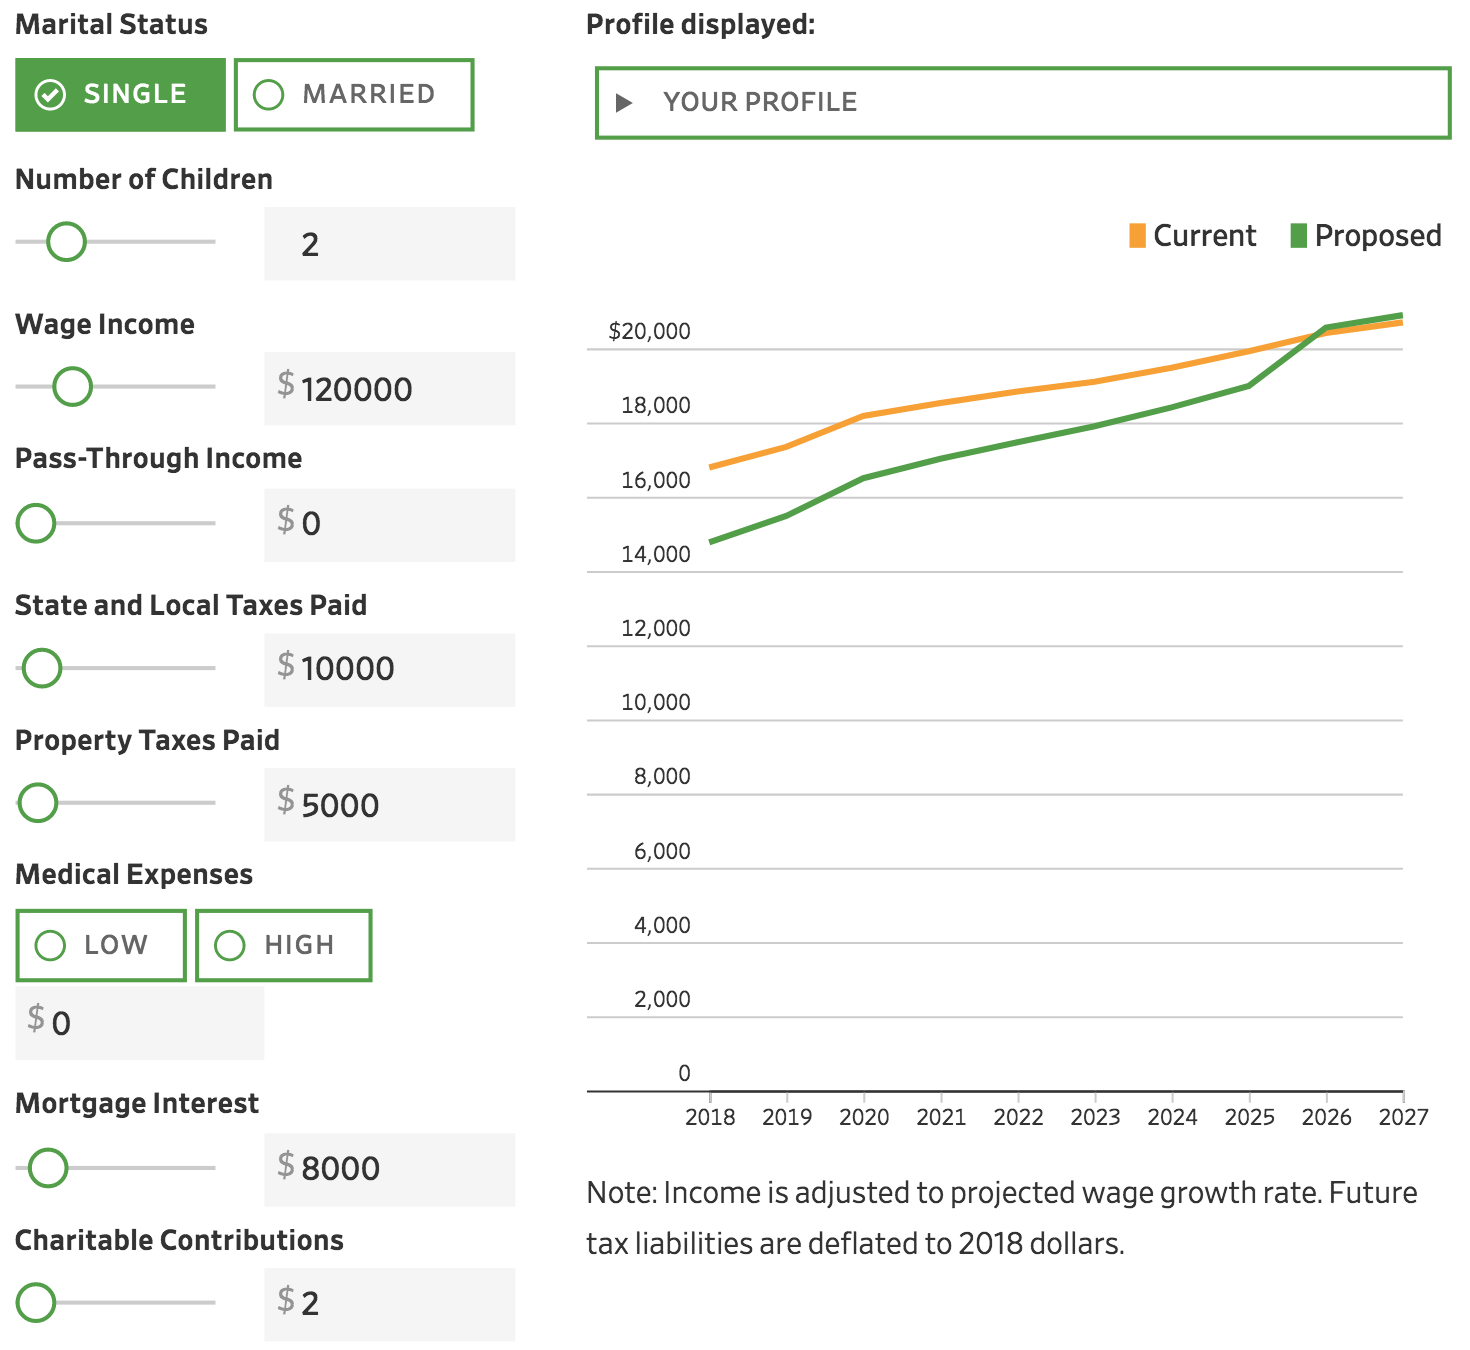 Marital Status
SINGLE
MARRIED
Number of Children
2
Wage Income
$ 120000
Pass-Through Income
$ 0
State and Local Taxes Paid
$ 10000
Property Taxes Paid
$ 5000
Medical Expenses
LOW
HIGH
$ 0
Mortgage Interest
$ 8000
Charitable Contributions
$ 2
Profile displayed:
YOUR PROFILE
Current
Proposed
$20,000
18,000
16,000
14,000
12,000
10,000
8,000
6,000
4,000
2,000
0
2018 2019 2020 2021 2022 2023 2024 2025 2026 2027
Note: Income is adjusted to projected wage growth rate. Future
tax liabilities are deflated to 2018 dollars.